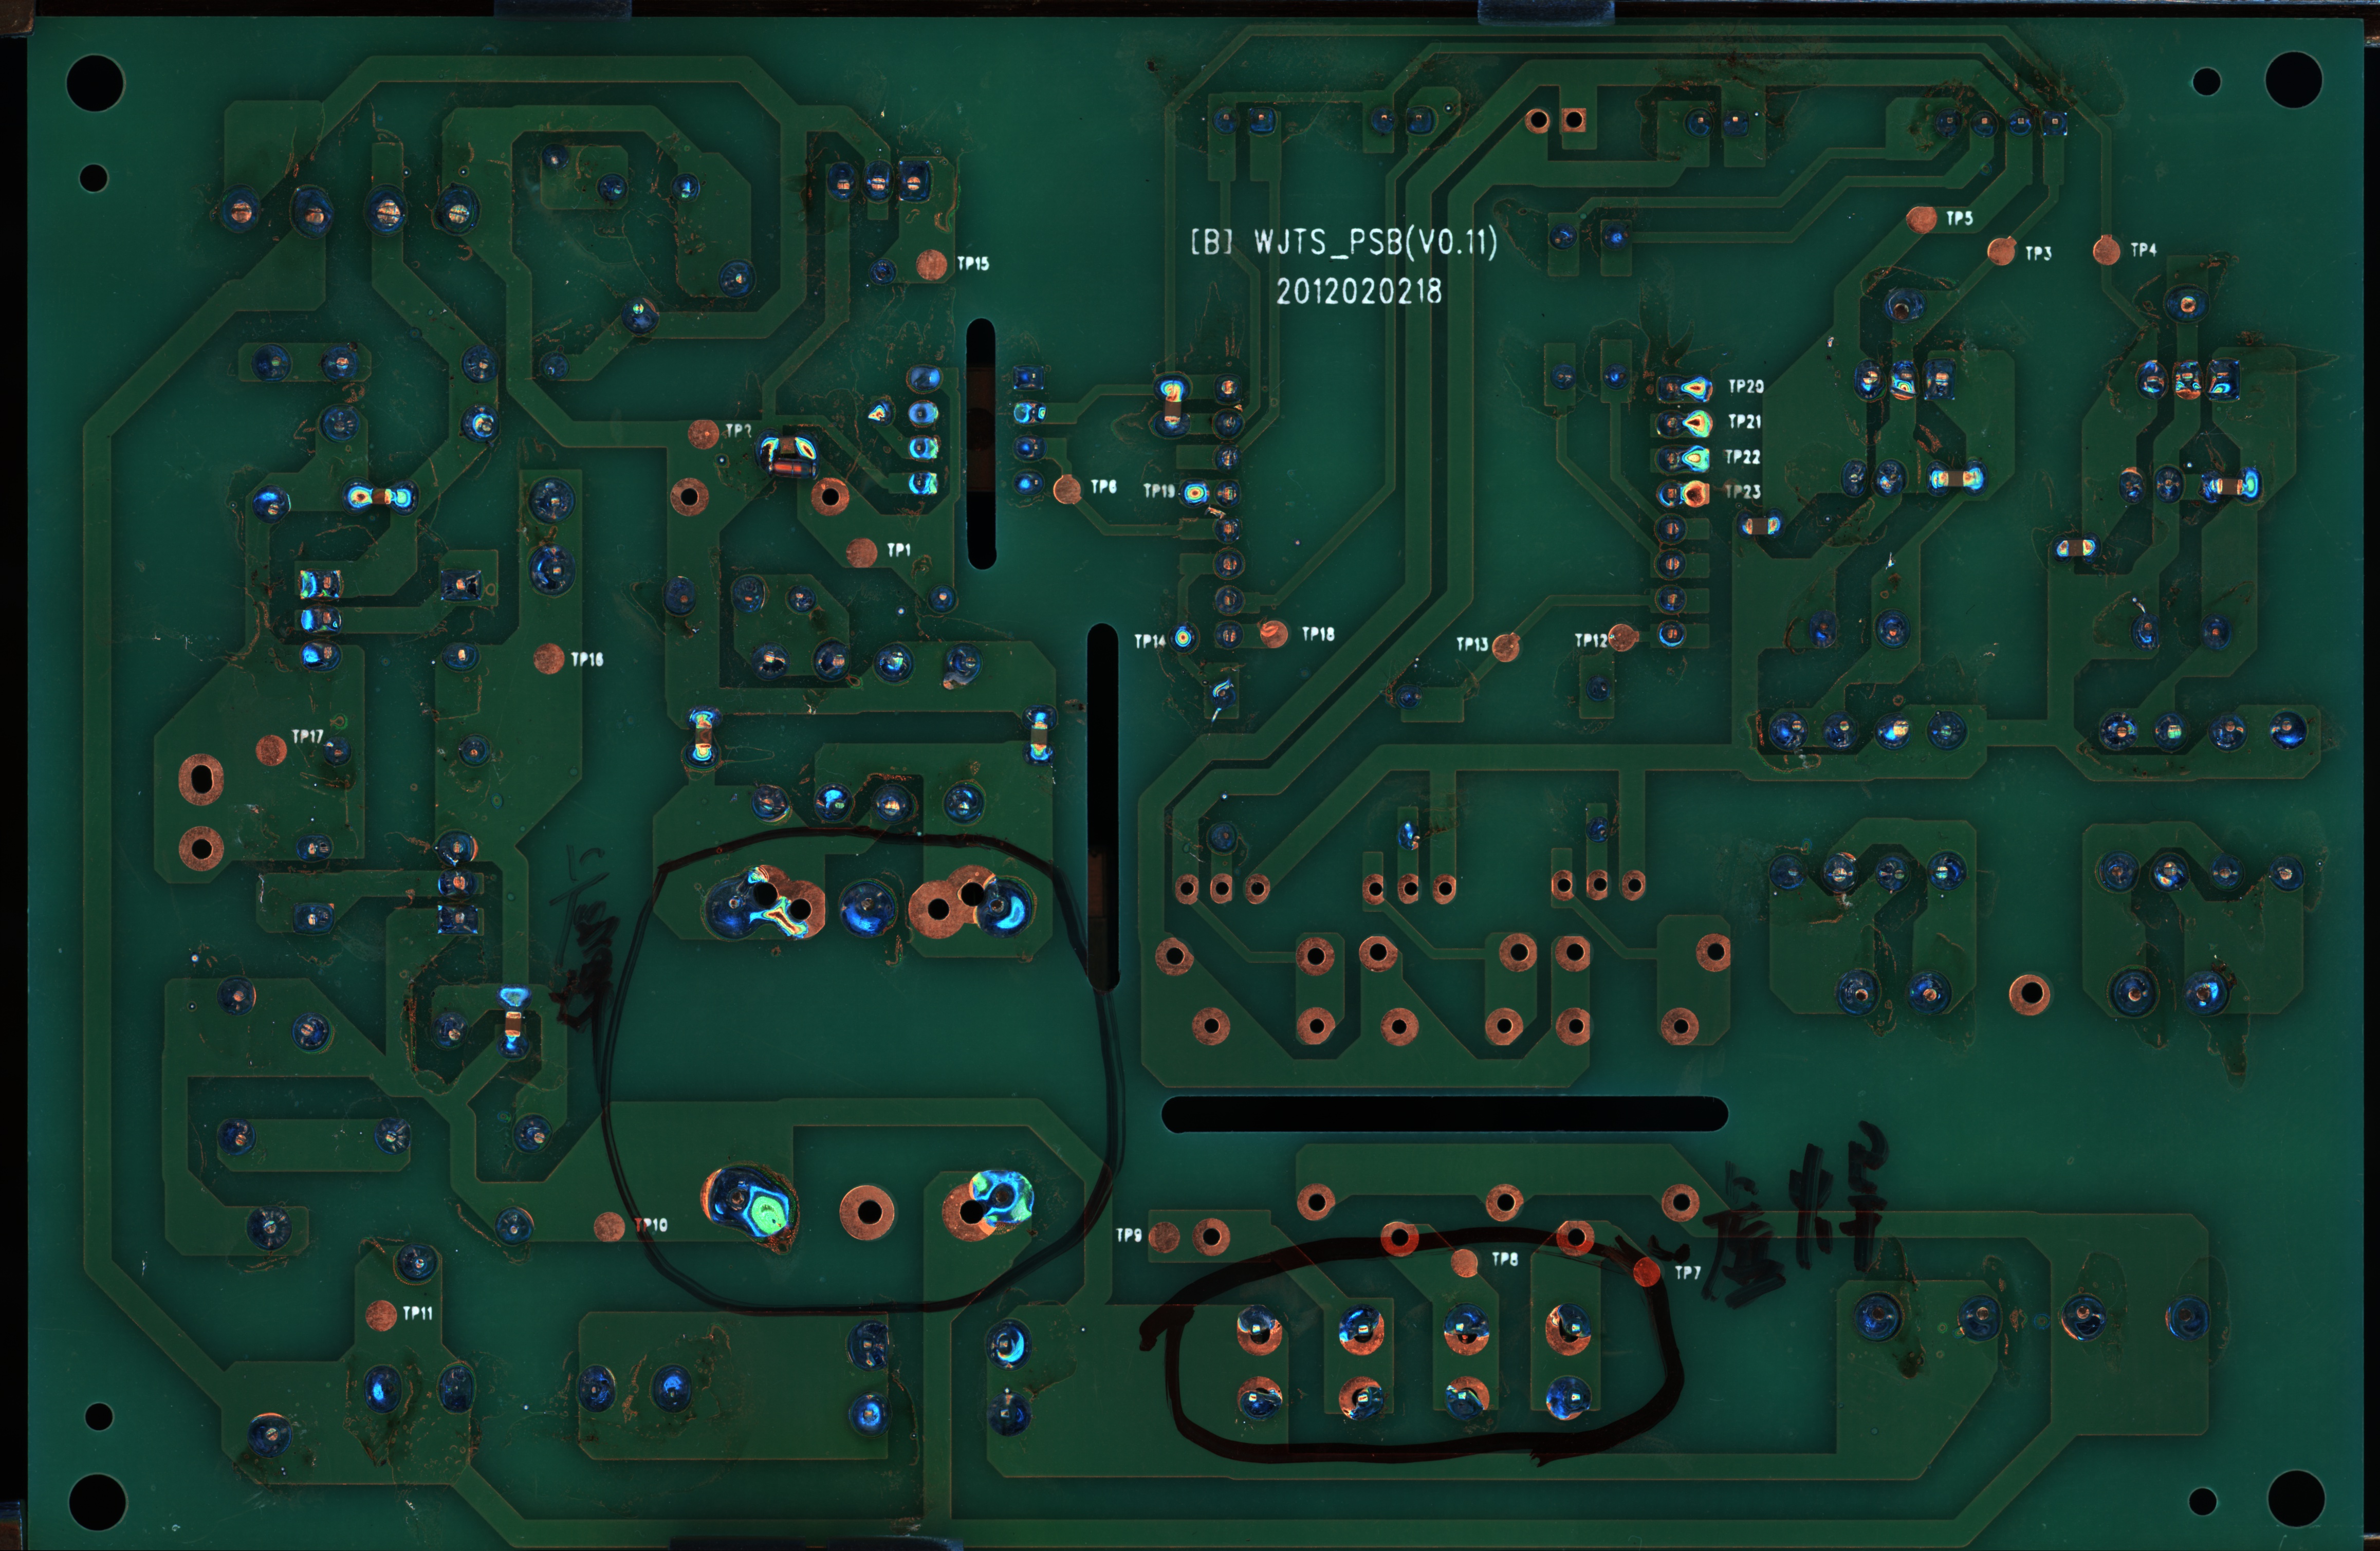 TP15
[B] WJTS_PSB(V0.11)
2012020218
TP5
TP3
TP4
TP20
TP21
TP2
TP22
TP6
TP19
TP23
TP1
TP14
TP18
TP13
TP12
TP16
TP17
TP10
TP9
TP8
TP7
虚焊
TP11